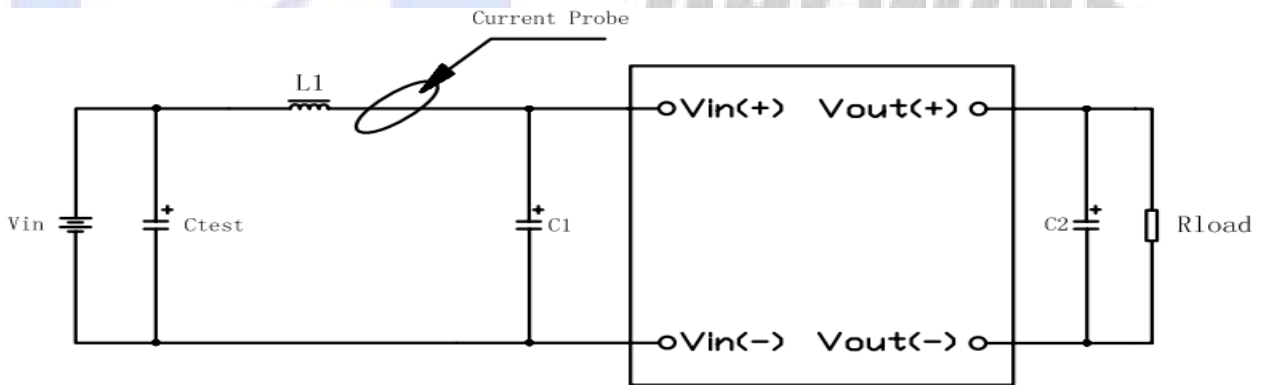 Current Probe
L1
Vin(+) Vout(+)
Vin
+
Ctest
+
C1
C2
+
Rload
Vin(-) Vout(-)